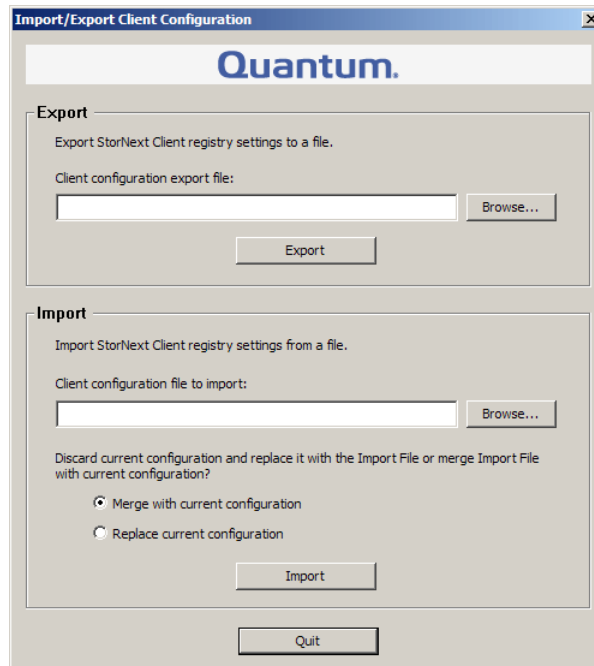 Import/Export Client Configuration
Quantum.
Export
Export StorNext Client registry settings to a file.
Client configuration export file:
Browse...
Export
Import
Import StorNext Client registry settings from a file.
Client configuration file to import:
Browse...
Discard current configuration and replace it with the Import File or merge Import File
with current configuration?
Merge with current configuration
Replace current configuration
Import
Quit